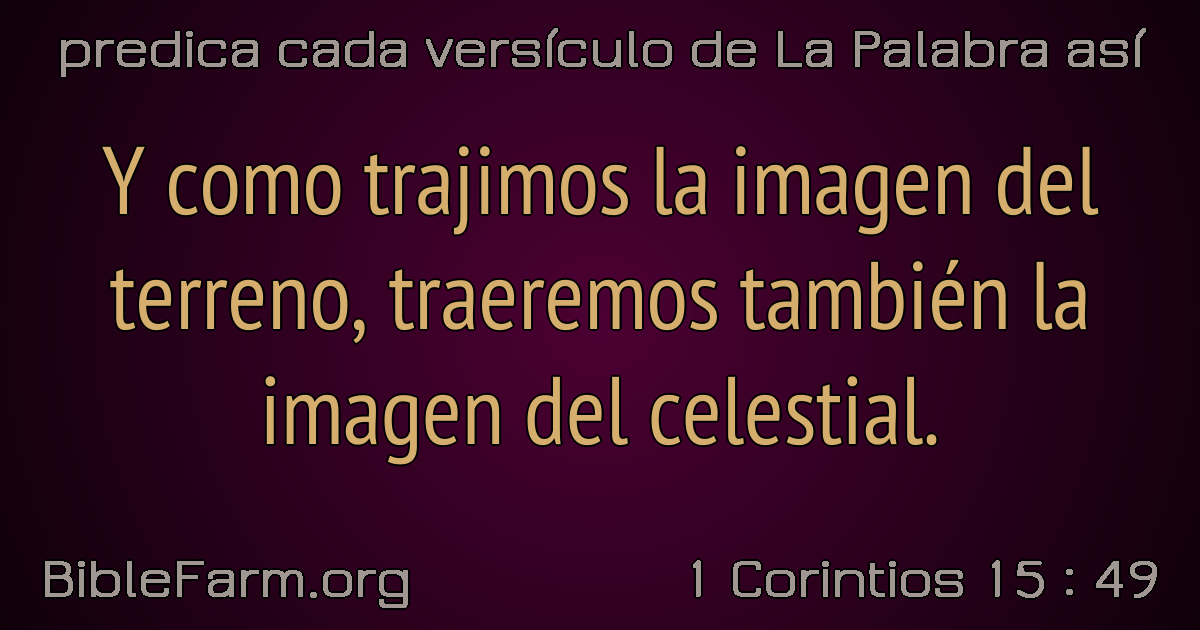 predica cada versículo de La Palabra así
Y como trajimos la imagen del
terreno, traeremos también la
imagen del celestial.
BibleFarm.org
1 Corintios 15 : 49